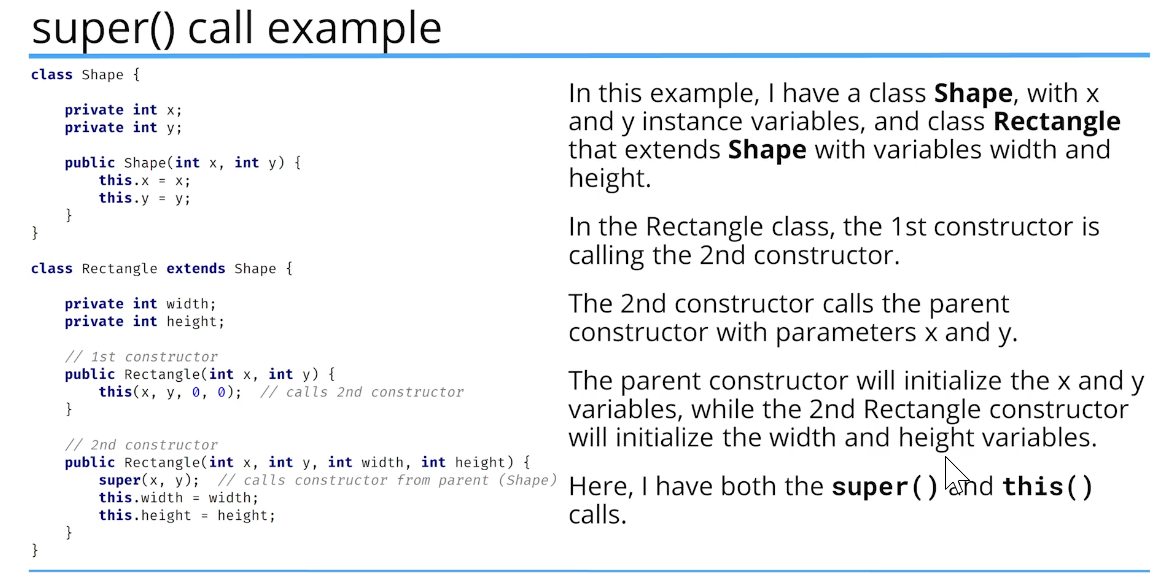 super() call example
class Shape {
private int x;
private int y;
public Shape(int x, int y) {
this.x = x;
this.y = y;
}
}
class Rectangle extends Shape {
private int width;
private int height;
// 1st constructor
public Rectangle(int x, int y) {
this(x, y, 0, 0);  // calls 2nd constructor
}
// 2nd constructor
public Rectangle(int x, int y, int width, int height) {
super(x, y);  // calls constructor from parent (Shape)
this.width = width;
this.height = height;
}
}
In this example, I have a class Shape, with x
and y instance variables, and class Rectangle
that extends Shape with variables width and
height.
In the Rectangle class, the 1st constructor is
calling the 2nd constructor.
The 2nd constructor calls the parent
constructor with parameters x and y.
The parent constructor will initialize the x and y
variables, while the 2nd Rectangle constructor
will initialize the width and height variables.
Here, I have both the super() and this()
calls.